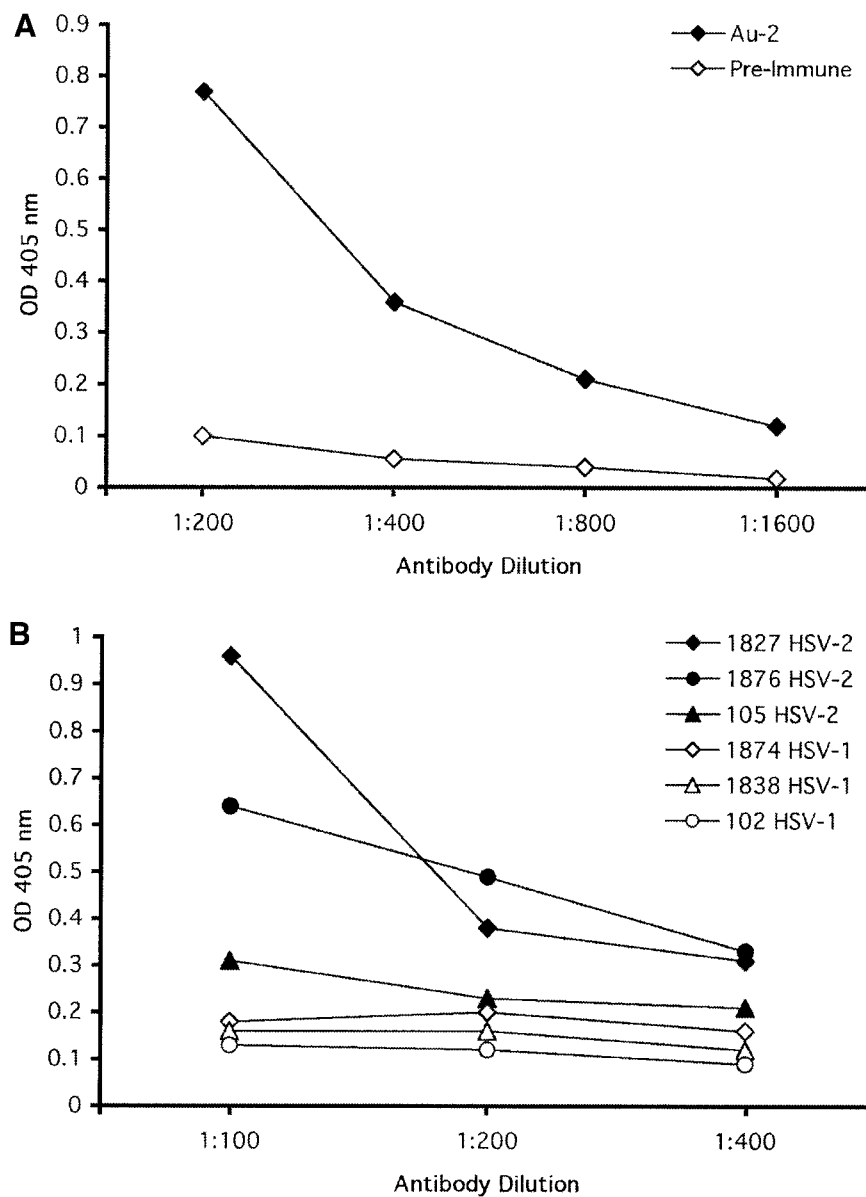 A
0.9
0.8
0.7
0.6
0.5
0.4
0.3
0.2
0.1
0
OD 405 nm
Au-2
Pre-Immune
1:200 1:400 1:800 1:1600
Antibody Dilution
B
1
0.9
0.8
0.7
0.6
0.5
0.4
0.3
0.2
0.1
0
OD 405 nm
1827 HSV-2
1876 HSV-2
105 HSV-2
1874 HSV-1
1838 HSV-1
102 HSV-1
1:100 1:200 1:400
Antibody Dilution